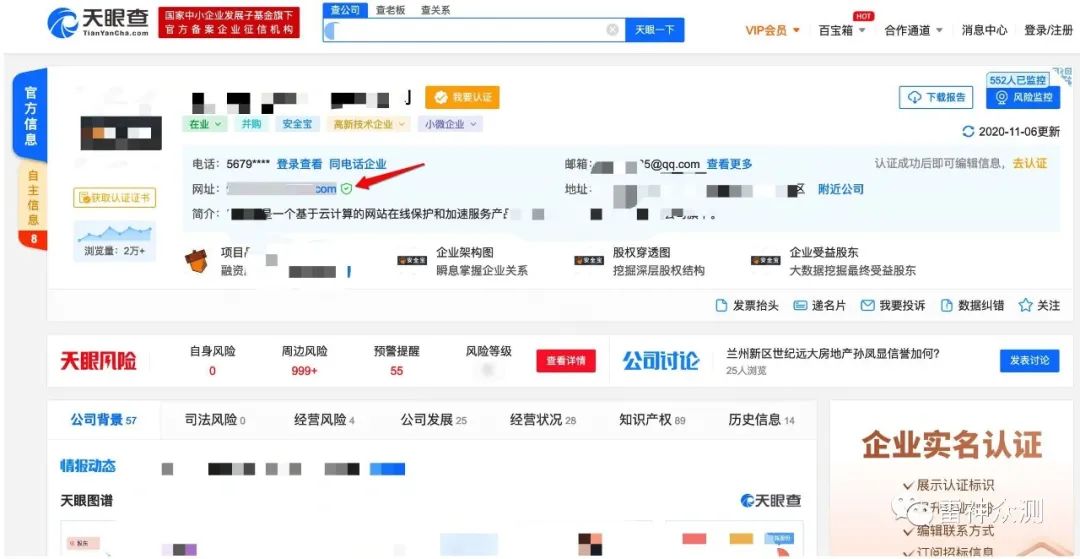 天眼查
TianYanCha.com
国家中小企业发展子基金旗下
官方备案企业征信机构
查公司 查老板 查关系
天眼一下
VIP会员 百宝箱 HOT 合作通道 消息中心 登录/注册
官方信息
自主信息
8
J 我要认证
在业 并购 安全宝 高新技术企业 小微企业
552人已监控
下载报告 风险监控
2020-11-06更新
电话: 5679**** 登录查看 同电话企业
邮箱: 5@qq.com 查看更多
认证成功后即可编辑信息, 去认证
网址: com
地址: 区 附近公司
简介: 是一个基于云计算的网站在线保护和加速服务产
获取认证证书
浏览量: 2万+
项目
融资
安全宝 企业架构图
瞬息掌握企业关系
安全宝 股权穿透图
挖掘深层股权结构
安全宝 企业受益股东
大数据挖掘最终受益股东
发票抬头 递名片 我要投诉 数据纠错 关注
天眼风险
自身风险 周边风险 预警提醒 风险等级
0 999+ 55
查看详情
公司讨论
兰州新区世纪远大房地产孙凤显信誉如何?
25人浏览
发表讨论
公司背景 57 司法风险 0 经营风险 4 公司发展 25 经营状况 28 知识产权 89 历史信息 14
情报动态
天眼图谱
天眼查
股东
企业实名认证
展示认证标识
编辑联系方式
订阅招标信息
雷神众测